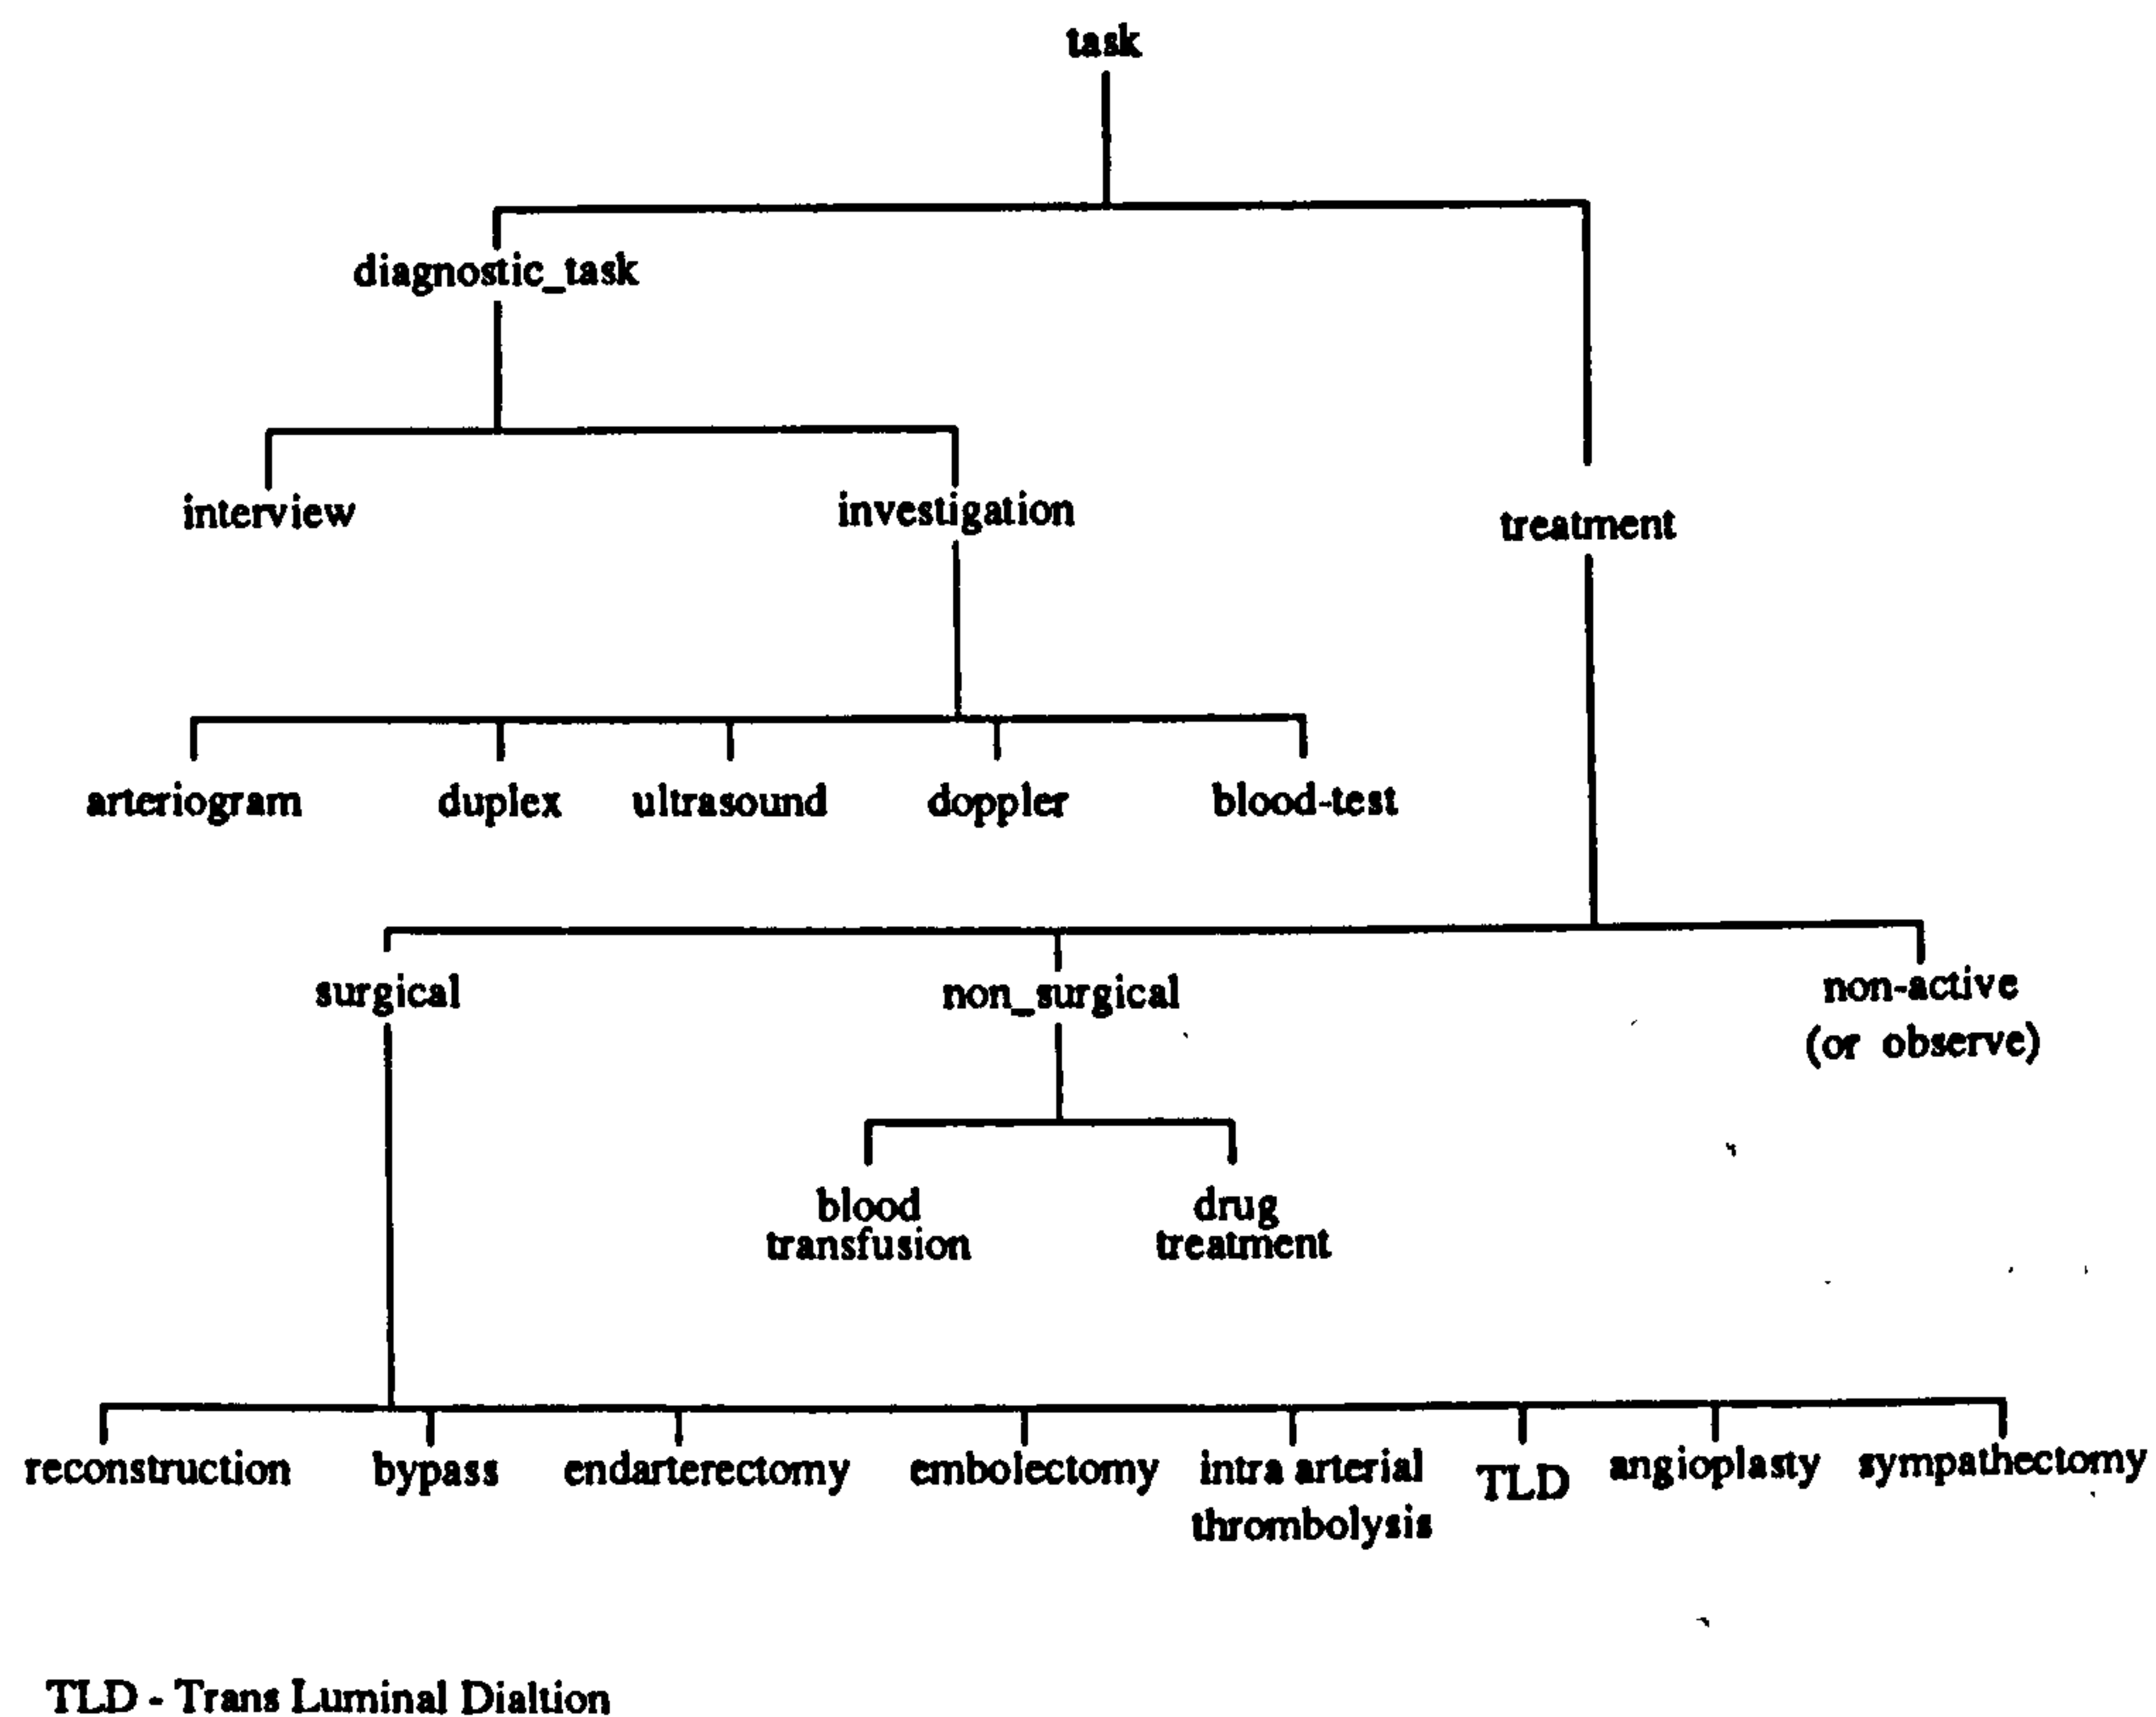 task
diagnostic_task
interview
investigation
treatment
arteriogram
duplex
ultrasound
doppler
blood-test
surgical
non_surgical
non-active
(or observe)
blood
transfusion
drug
treatment
reconstruction
bypass
endarterectomy
embolectomy
intra arterial
thrombolysis
TLD
angioplasty
sympathectomy
TLD - Trans Luminal Dialtion